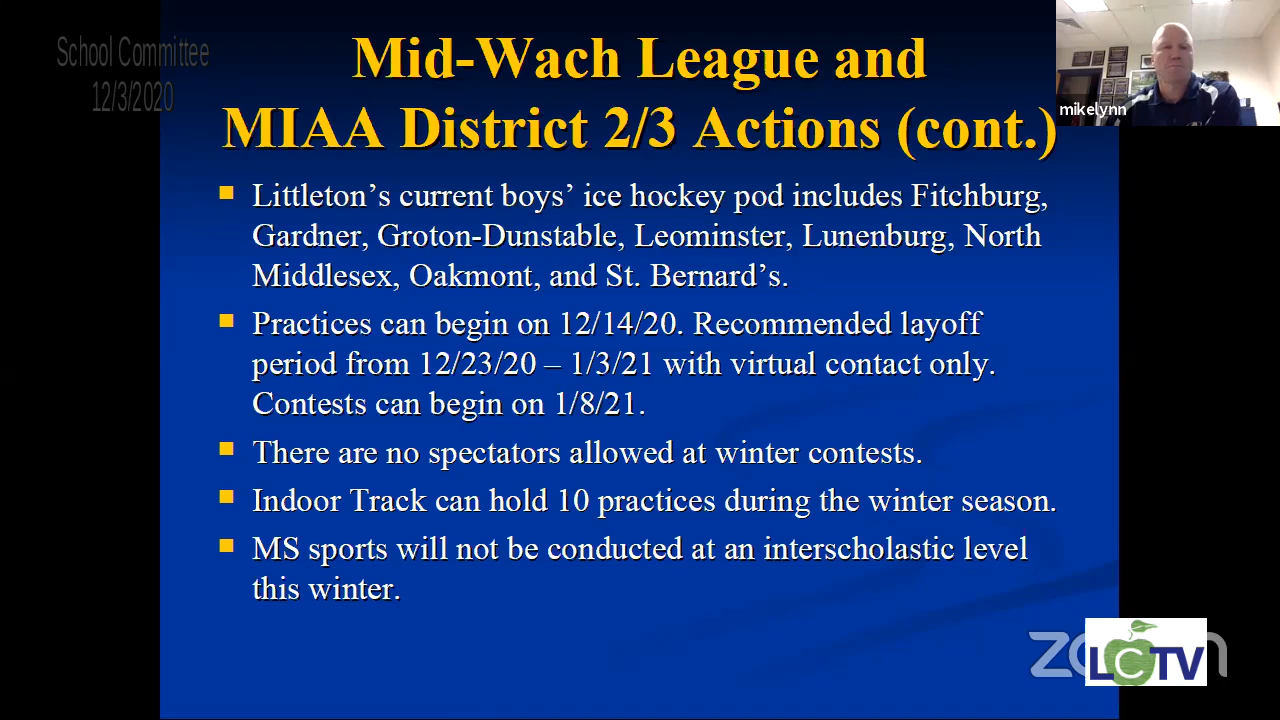 School Committee
12/3/2020
Mid-Wach League and
MIAA District 2/3 Actions (cont.)
mikelynn
Littleton’s current boys’ ice hockey pod includes Fitchburg,
Gardner, Groton-Dunstable, Leominster, Lunenburg, North
Middlesex, Oakmont, and St. Bernard’s.
Practices can begin on 12/14/20. Recommended layoff
period from 12/23/20 – 1/3/21 with virtual contact only.
Contests can begin on 1/8/21.
There are no spectators allowed at winter contests.
Indoor Track can hold 10 practices during the winter season.
MS sports will not be conducted at an interscholastic level
this winter.
LCTV